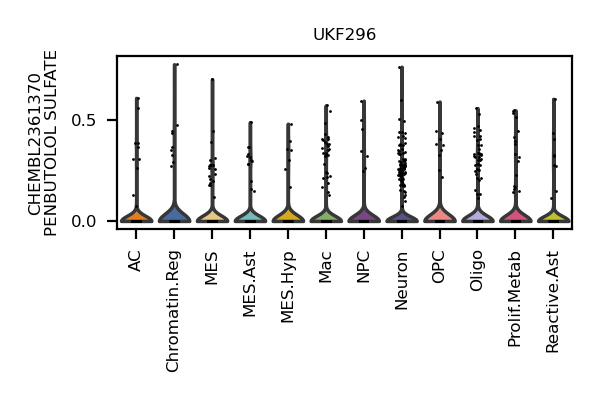 UKF296
CHEMBL2361370
PENBUTOLOL SULFATE
0.5
0.0
AC
Chromatin.Reg
MES
MES.Ast
MES.Hyp
Mac
NPC
Neuron
OPC
Oligo
Prolif.Metab
Reactive.Ast